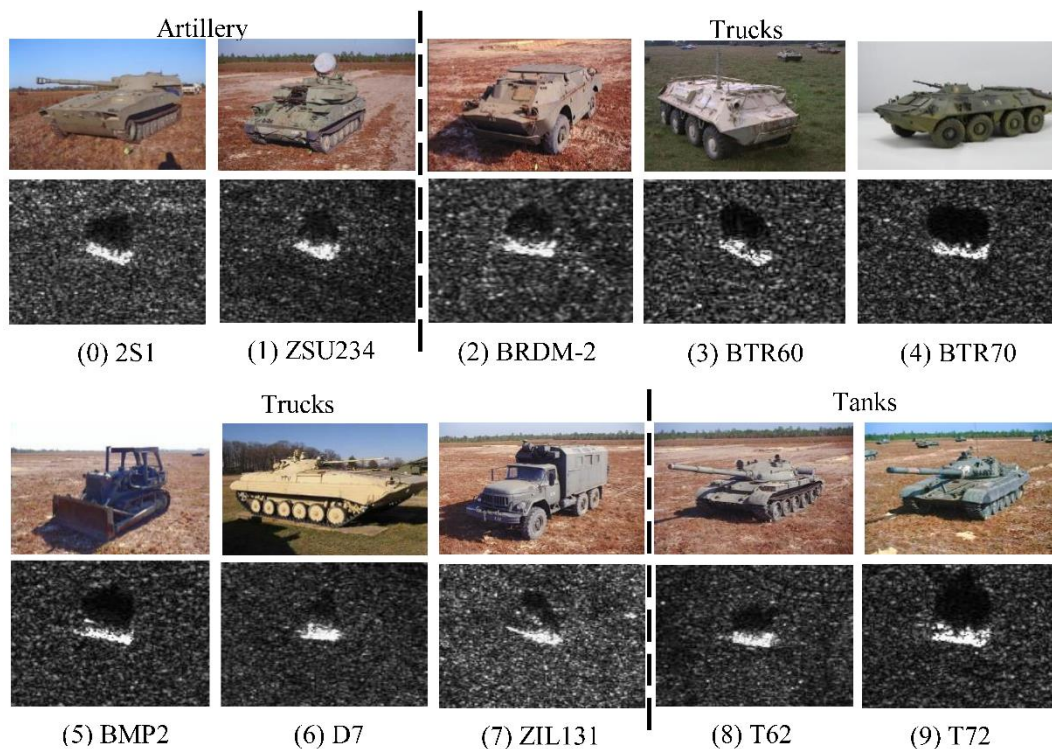 Artillery Trucks
(0) 2S1 (1) ZSU234 (2) BRDM-2 (3) BTR60 (4) BTR70
Trucks Tanks
(5) BMP2 (6) D7 (7) ZIL131 (8) T62 (9) T72